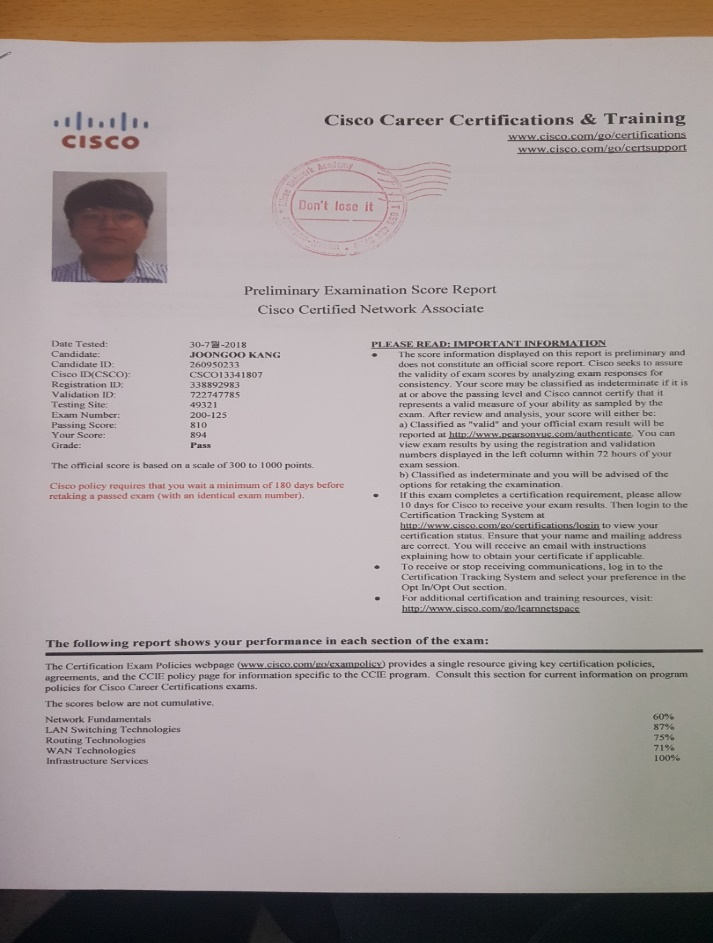 CISCO
Cisco Career Certifications & Training
www.cisco.com/go/certifications
www.cisco.com/go/certsupport
Don't lose it
Preliminary Examination Score Report
Cisco Certified Network Associate
Date Tested: 30-7월-2018
Candidate: JOONGOO KANG
Candidate ID: 260950233
Cisco ID(CSCO): CSCO13341807
Registration ID: 338892983
Validation ID: 722747785
Testing Site: 49321
Exam Number: 200-125
Passing Score: 810
Your Score: 894
Grade: Pass
The official score is based on a scale of 300 to 1000 points.
Cisco policy requires that you wait a minimum of 180 days before
retaking a passed exam (with an identical exam number).
PLEASE READ: IMPORTANT INFORMATION
• The score information displayed on this report is preliminary and
does not constitute an official score report. Cisco seeks to assure
the validity of exam scores by analyzing exam responses for
consistency. Your score may be classified as indeterminate if it is
at or above the passing level and Cisco cannot certify that it
represents a valid measure of your ability as sampled by the
exam. After review and analysis, your score will either be:
a) Classified as "valid" and your official exam result will be
reported at http://www.pearsonvue.com/authenticate. You can
view exam results by using the registration and validation
numbers displayed in the left column within 72 hours of your
exam session.
b) Classified as indeterminate and you will be advised of the
options for retaking the examination.
• If this exam completes a certification requirement, please allow
10 days for Cisco to receive your exam results. Then login to the
Certification Tracking System at
http://www.cisco.com/go/certifications/login to view your
certification status. Ensure that your name and mailing address
are correct. You will receive an email with instructions
explaining how to obtain your certificate if applicable.
• To receive or stop receiving communications, log in to the
Certification Tracking System and select your preference in the
Opt In/Opt Out section.
• For additional certification and training resources, visit:
http://www.cisco.com/go/learnnetspace
The following report shows your performance in each section of the exam:
The Certification Exam Policies webpage (www.cisco.com/go/exampolicy) provides a single resource giving key certification policies,
agreements, and the CCIE policy page for information specific to the CCIE program. Consult this section for current information on program
policies for Cisco Career Certifications exams.
The scores below are not cumulative.
Network Fundamentals 60%
LAN Switching Technologies 87%
Routing Technologies 75%
WAN Technologies 71%
Infrastructure Services 100%